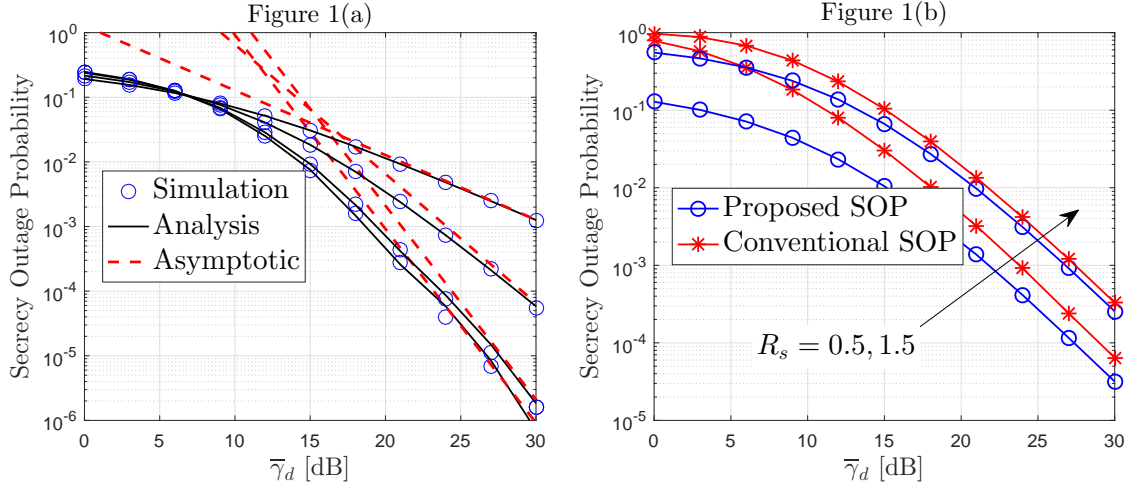 Figure 1(a)
Secrecy Outage Probability
10^0
10^-1
10^-2
10^-3
10^-4
10^-5
10^-6
Simulation
Analysis
Asymptotic
0 5 10 15 20 25 30
γ̅_d [dB]
Figure 1(b)
Secrecy Outage Probability
10^0
10^-1
10^-2
10^-3
10^-4
10^-5
Proposed SOP
Conventional SOP
R_s = 0.5, 1.5
0 5 10 15 20 25 30
γ̅_d [dB]